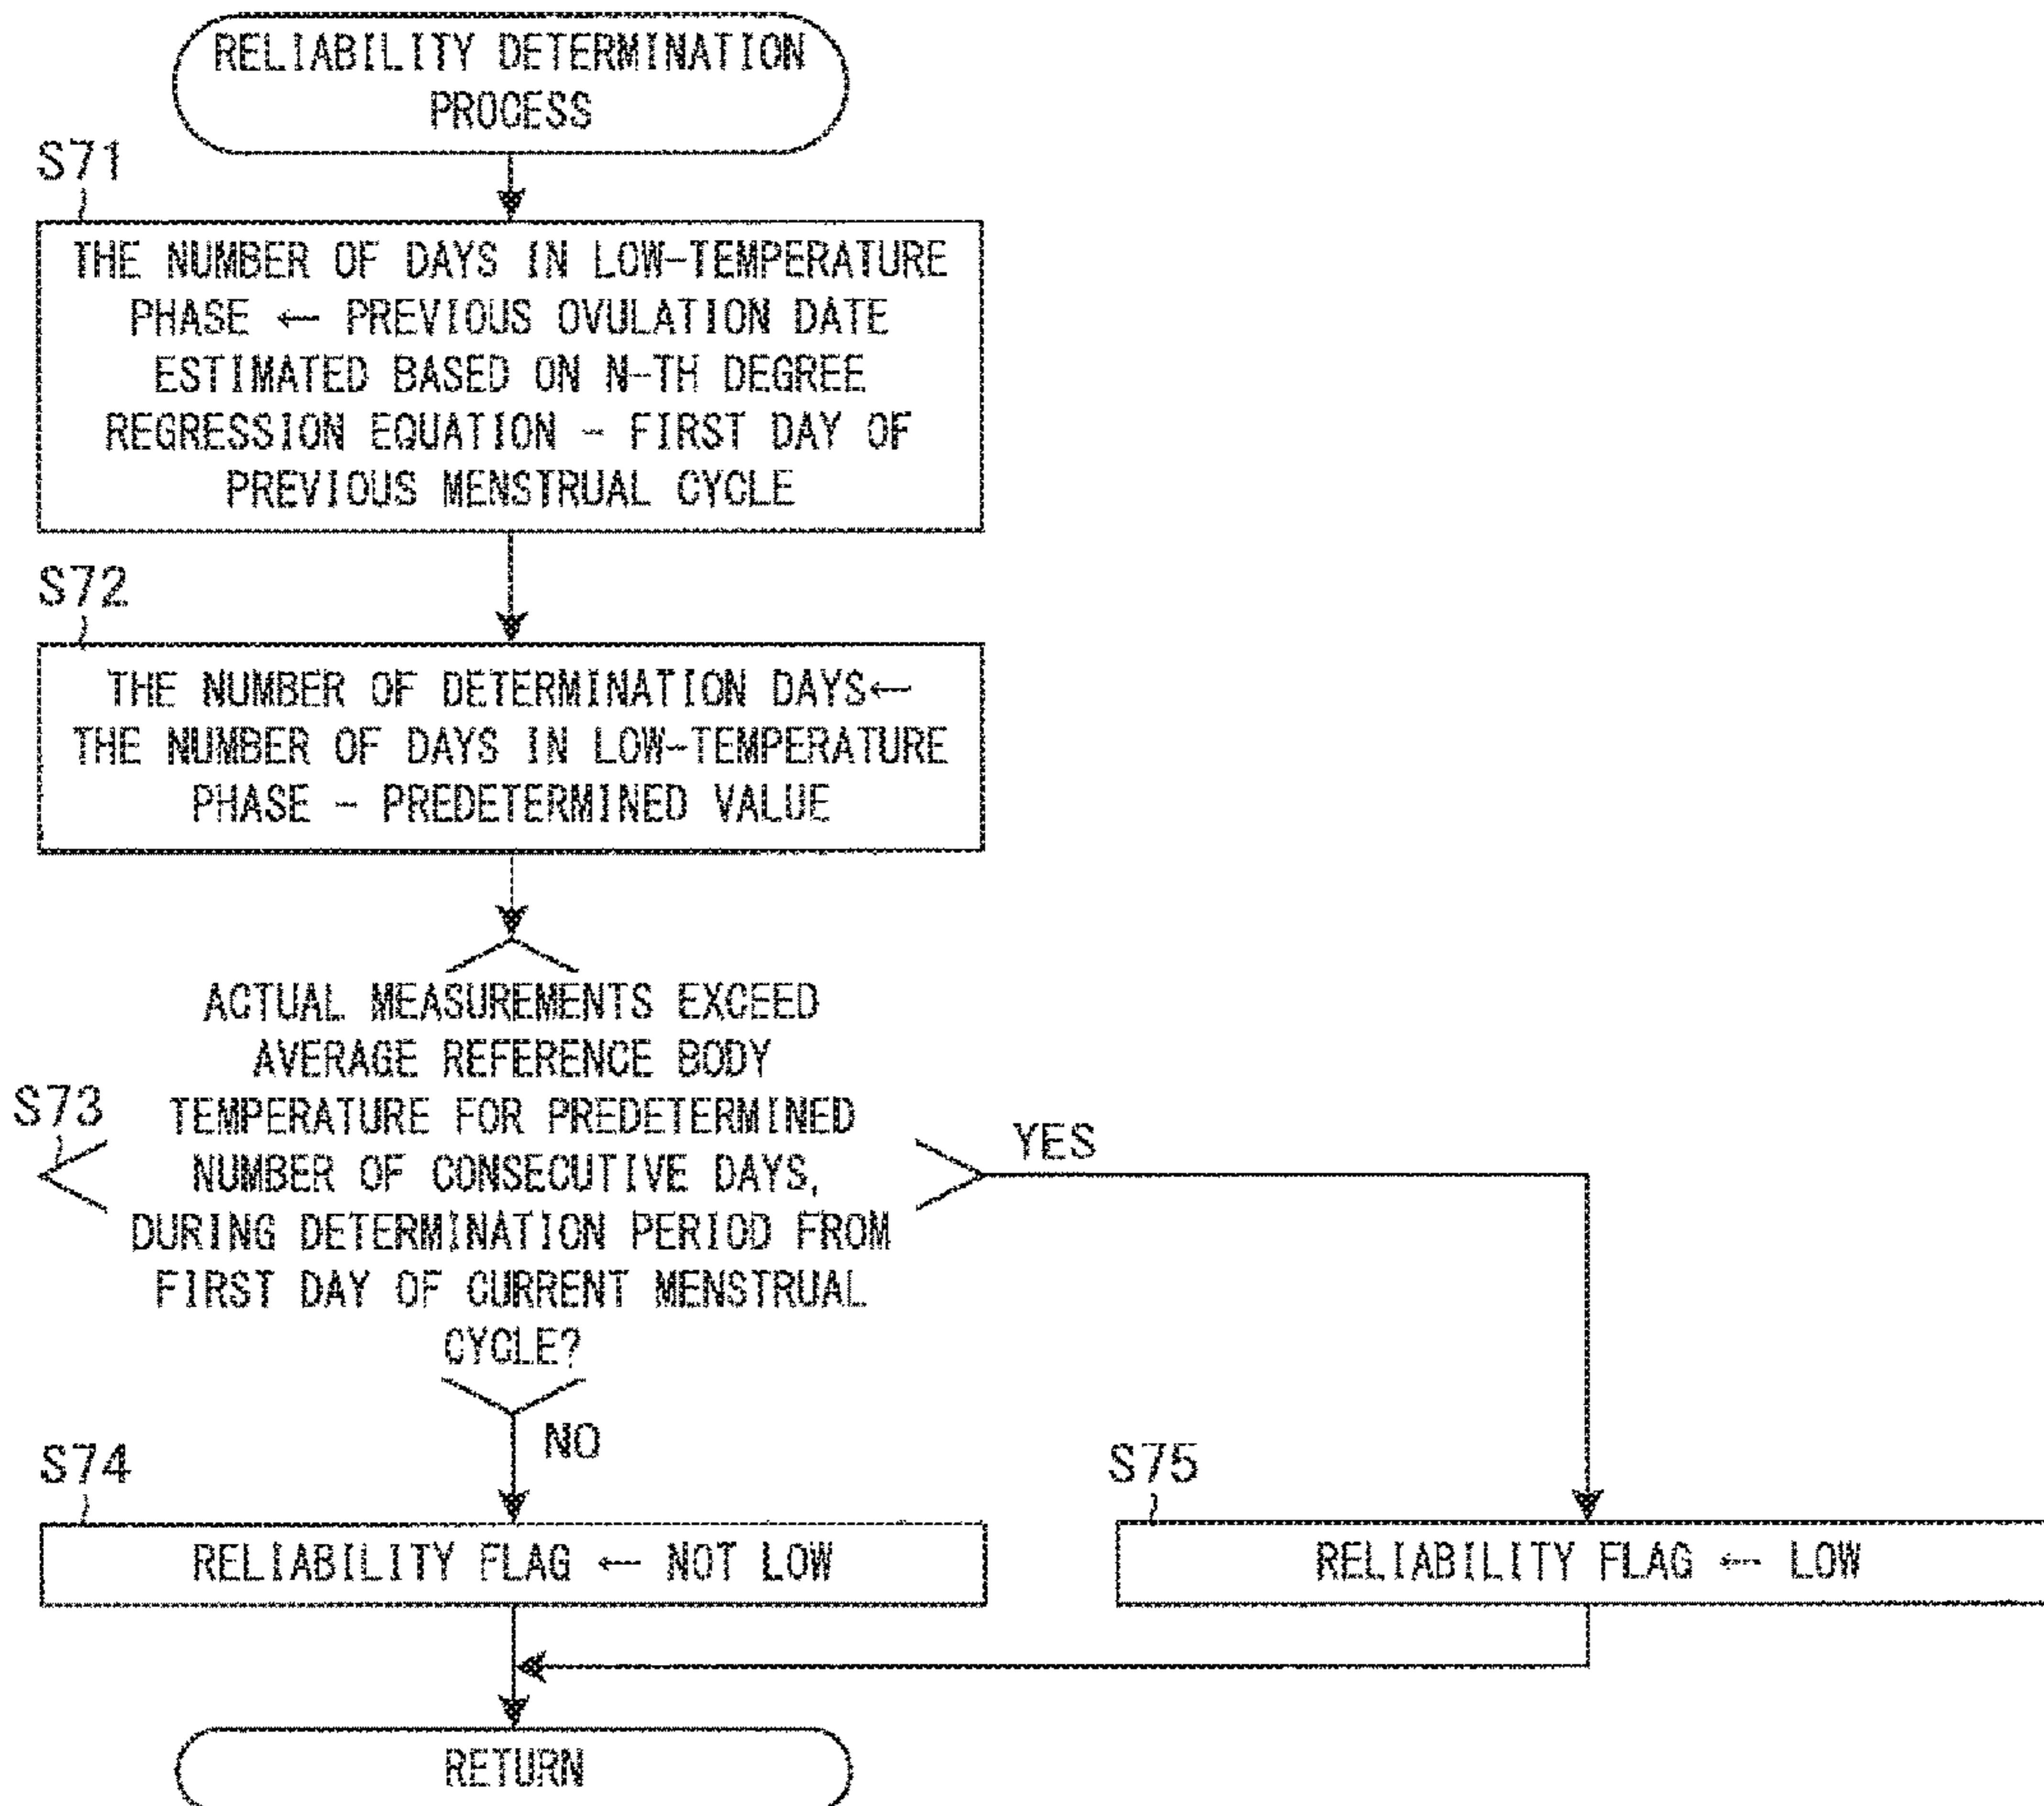 RELIABILITY DETERMINATION
PROCESS
S71
THE NUMBER OF DAYS IN LOW-TEMPERATURE
PHASE ← PREVIOUS OVULATION DATE
ESTIMATED BASED ON N-TH DEGREE
REGRESSION EQUATION - FIRST DAY OF
PREVIOUS MENSTRUAL CYCLE
S72
THE NUMBER OF DETERMINATION DAYS←
THE NUMBER OF DAYS IN LOW-TEMPERATURE
PHASE - PREDETERMINED VALUE
S73
ACTUAL MEASUREMENTS EXCEED
AVERAGE REFERENCE BODY
TEMPERATURE FOR PREDETERMINED
NUMBER OF CONSECUTIVE DAYS,
DURING DETERMINATION PERIOD FROM
FIRST DAY OF CURRENT MENSTRUAL
CYCLE?
YES
NO
S74
RELIABILITY FLAG ← NOT LOW
S75
RELIABILITY FLAG ← LOW
RETURN